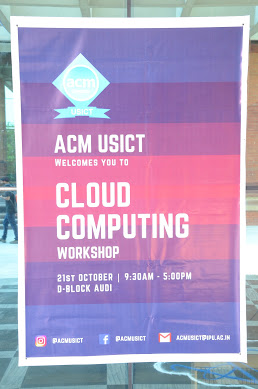 acm
USICT
ACM USICT
WELCOMES YOU TO
CLOUD
COMPUTING
WORKSHOP
21ST OCTOBER | 9:30AM - 5:00PM
D-BLOCK AUDI
@ACMUSICT @ACMUSICT ACMUSICT@IPU.AC.IN